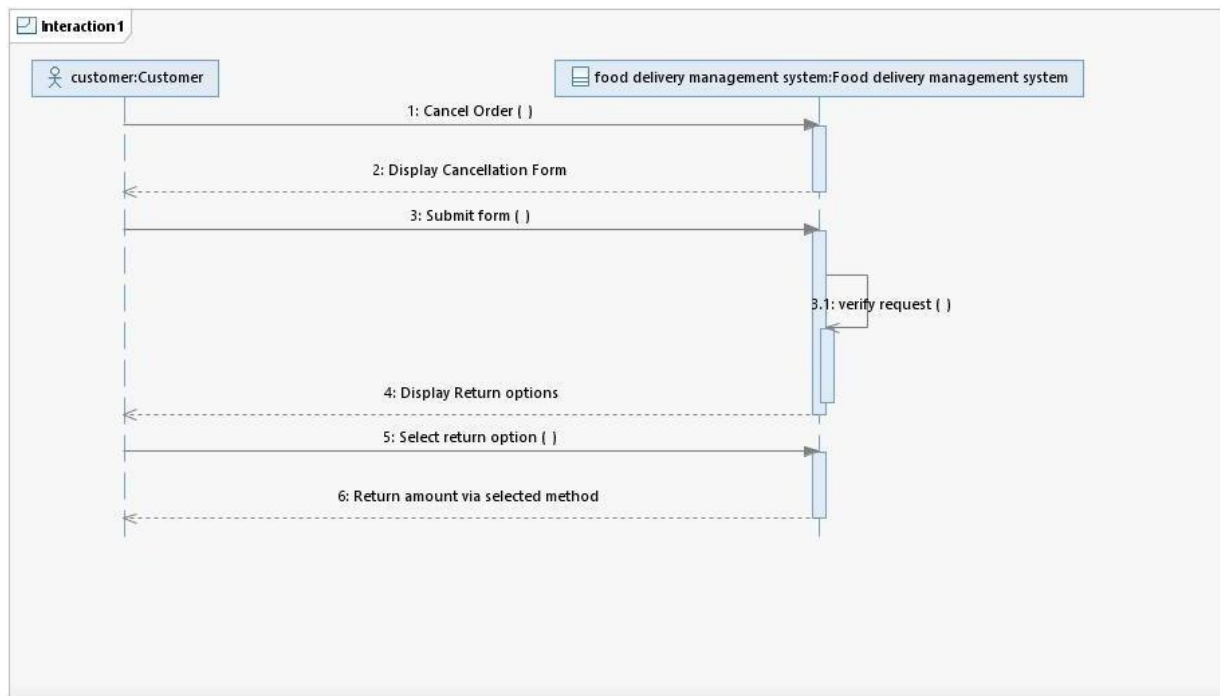 Interaction1
customer:Customer
food delivery management system:Food delivery management system
1: Cancel Order ( )
2: Display Cancellation Form
3: Submit form ( )
3.1: verify request ( )
4: Display Return options
5: Select return option ( )
6: Return amount via selected method